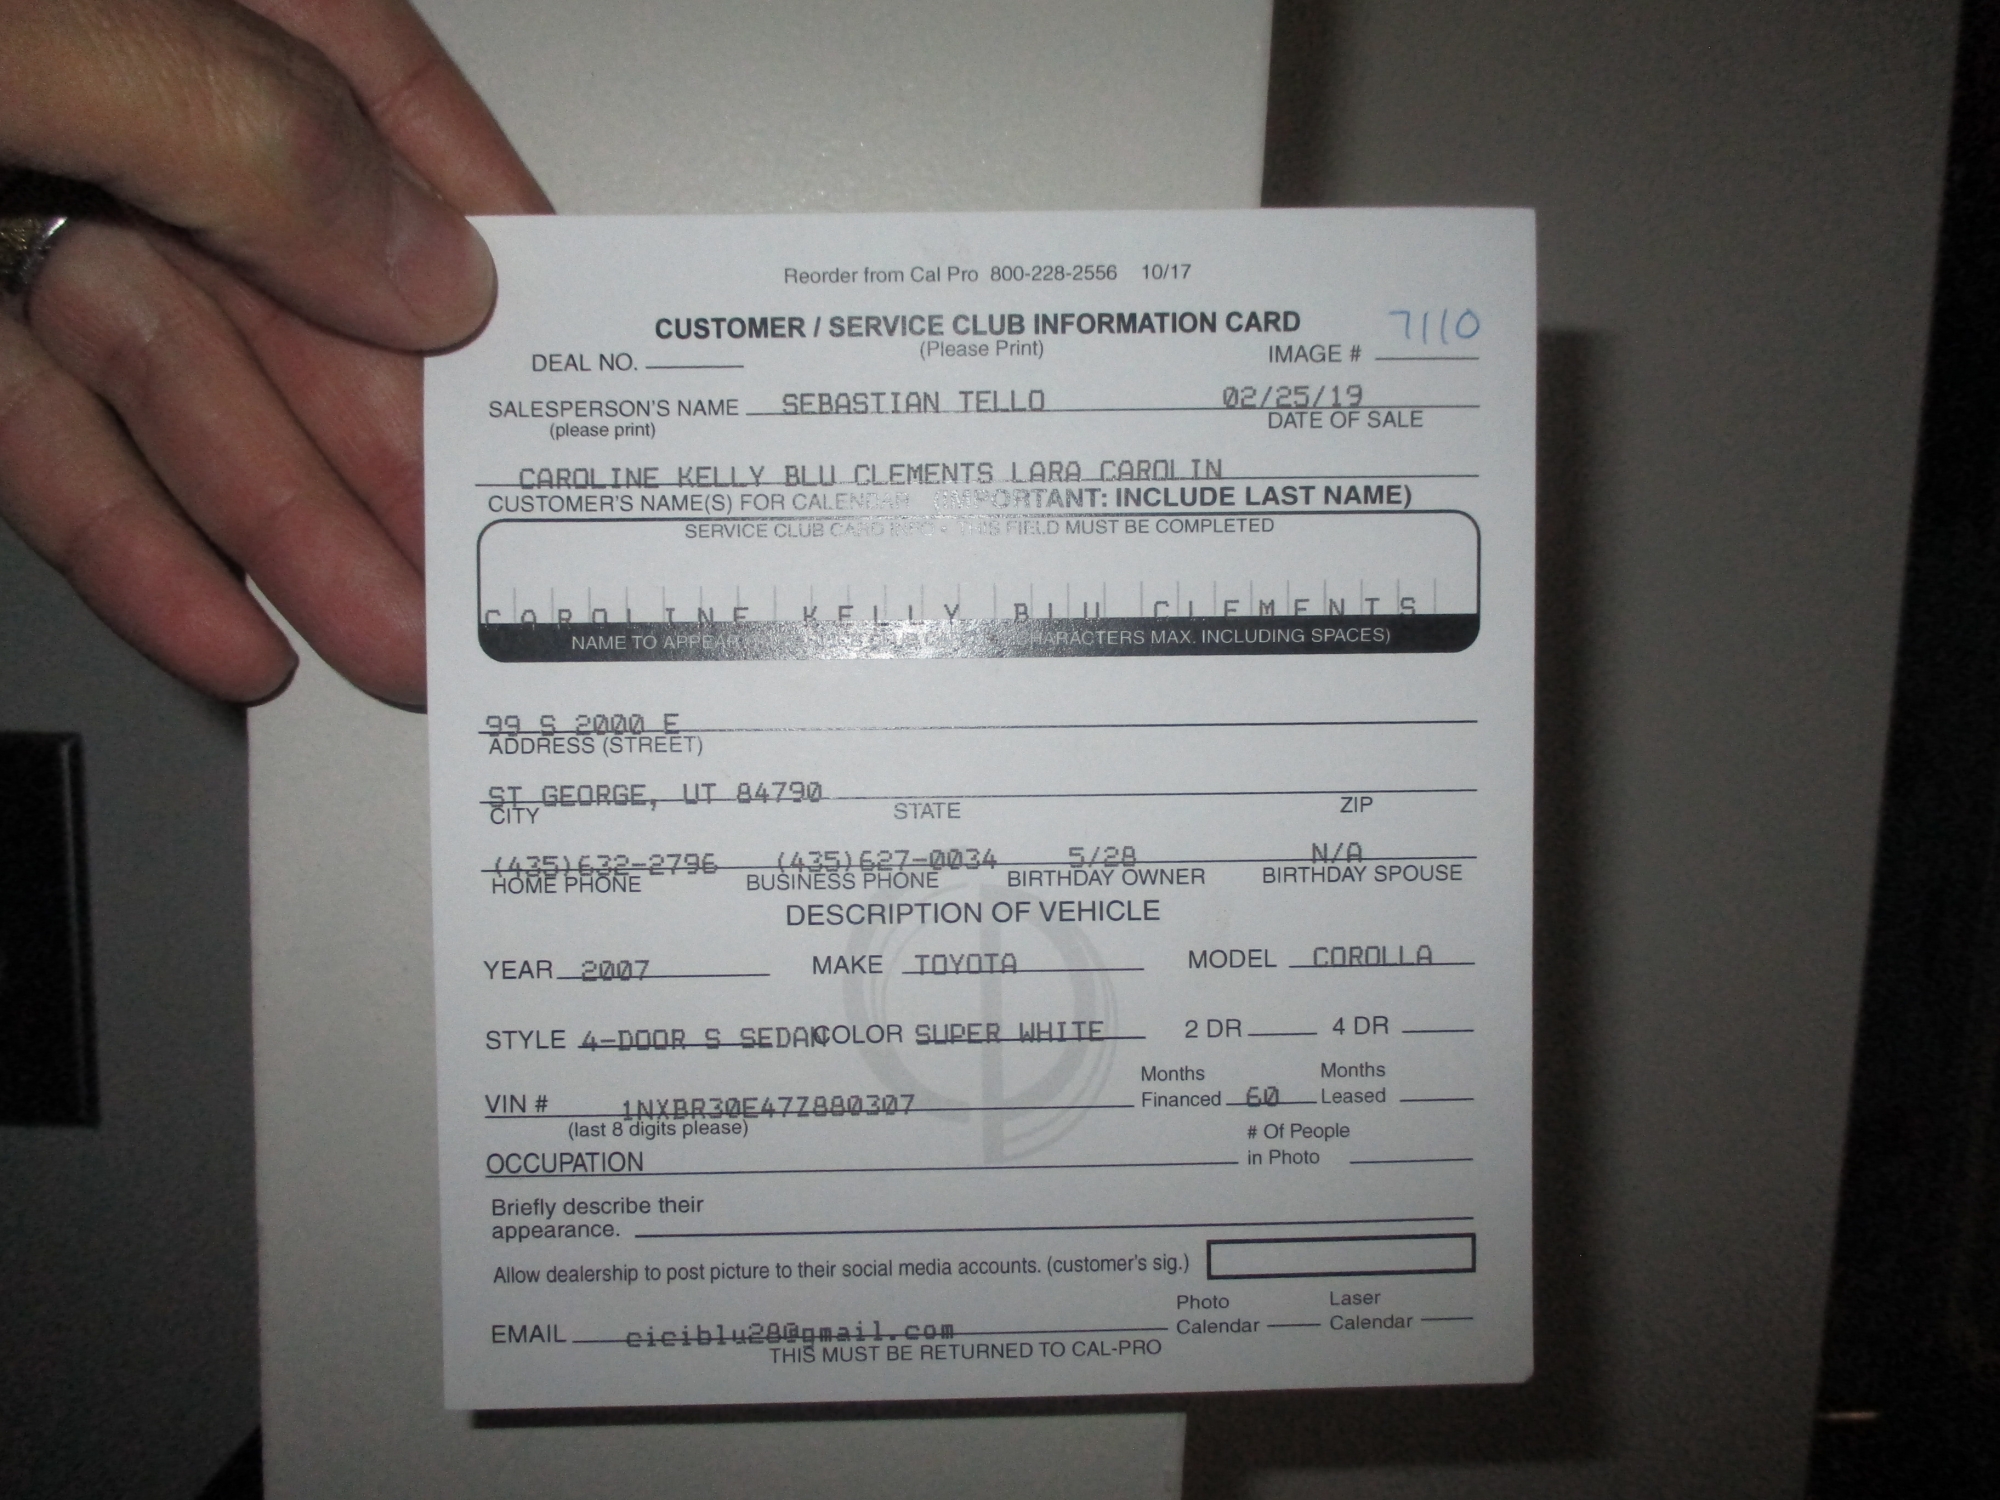 Reorder from Cal Pro 800-228-2556 10/17
CUSTOMER / SERVICE CLUB INFORMATION CARD
7110
(Please Print)
DEAL NO.
IMAGE #
SALESPERSON'S NAME SEBASTIAN TELLO 02/25/19
(please print)
DATE OF SALE
CAROLINE KELLY BLU CLEMENTS LARA CAROLIN
CUSTOMER'S NAME(S) FOR CALENDAR (IMPORTANT: INCLUDE LAST NAME)
SERVICE CLUB CARD INFO - THIS FIELD MUST BE COMPLETED
CAROLINE KELLY BLU CLEMENTS
NAME TO APPEAR CHARACTERS MAX. INCLUDING SPACES)
99 S 2000 E
ADDRESS (STREET)
ST GEORGE, UT 84790
CITY STATE ZIP
(435)632-2796 (435)627-0034 5/28 N/A
HOME PHONE BUSINESS PHONE BIRTHDAY OWNER BIRTHDAY SPOUSE
DESCRIPTION OF VEHICLE
YEAR 2007 MAKE TOYOTA MODEL COROLLA
STYLE 4-DOOR S SEDAN COLOR SUPER WHITE 2 DR 4 DR
Months Financed 60 Months Leased
VIN # 1NXBR30E47Z880307
(last 8 digits please)
# Of People in Photo
OCCUPATION
Briefly describe their
appearance.
Allow dealership to post picture to their social media accounts. (customer's sig.)
Photo Calendar Laser Calendar
EMAIL ciciblu28@gmail.com
THIS MUST BE RETURNED TO CAL-PRO